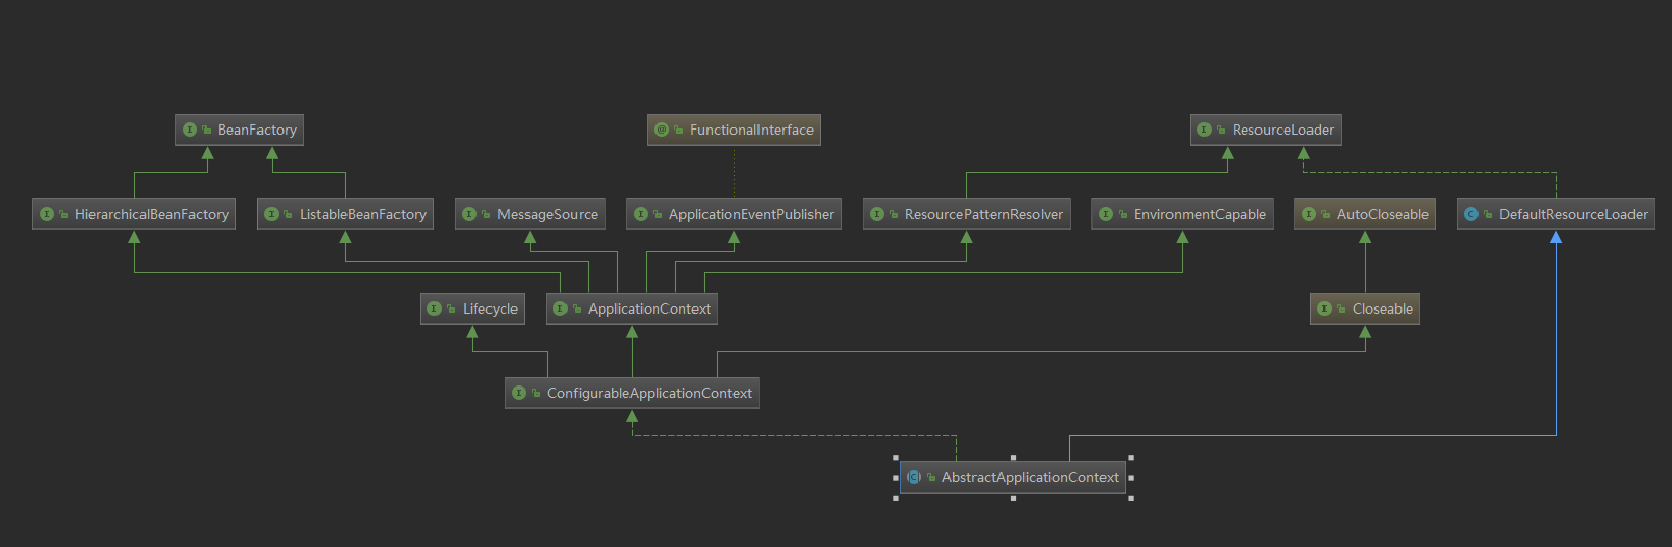 BeanFactory
FunctionalInterface
ResourceLoader
HierarchicalBeanFactory
ListableBeanFactory
MessageSource
ApplicationEventPublisher
ResourcePatternResolver
EnvironmentCapable
AutoCloseable
DefaultResourceLoader
Lifecycle
ApplicationContext
Closeable
ConfigurableApplicationContext
AbstractApplicationContext